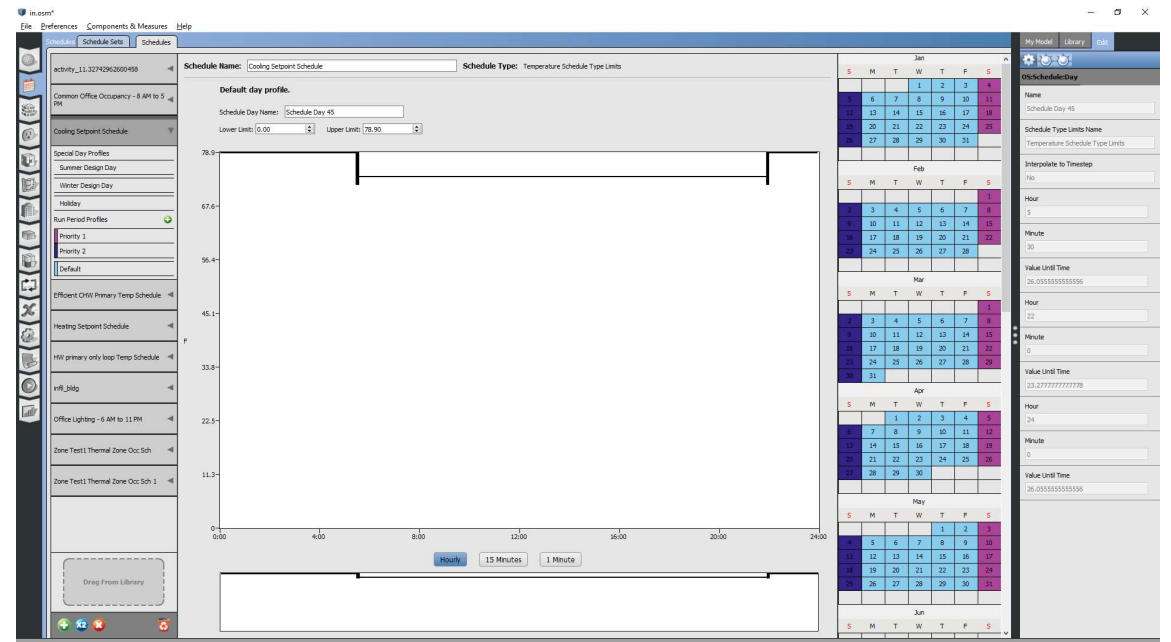 in.osm*
File Preferences Components & Measures Help
Schedules Schedule Sets Schedules
My Model Library Edit
activity_11.32742962600458
Common Office Occupancy - 8 AM to 5 PM
Cooling Setpoint Schedule
Special Day Profiles
Summer Design Day
Winter Design Day
Holiday
Run Period Profiles
Priority 1
Priority 2
Default
Efficient CHW Primary Temp Schedule
Heating Setpoint Schedule
HW primary only loop Temp Schedule
infil_bldg
Office Lighting - 6 AM to 11 PM
Zone Test1 Thermal Zone Occ Sch
Zone Test1 Thermal Zone Occ Sch 1
Drag From Library
X2
Schedule Name: Cooling Setpoint Schedule Schedule Type: Temperature Schedule Type Limits
Default day profile.
Schedule Day Name: Schedule Day 45
Lower Limit: 0.00 Upper Limit: 78.90
78.9
67.6
56.4
45.1
F
33.8
22.5
11.3
0
0:00 4:00 8:00 12:00 16:00 20:00 24:00
Hourly 15 Minutes 1 Minute
Jan
S M T W T F S
1 2 3 4
5 6 7 8 9 10 11
12 13 14 15 16 17 18
19 20 21 22 23 24 25
26 27 28 29 30 31
Feb
S M T W T F S
1
2 3 4 5 6 7 8
9 10 11 12 13 14 15
16 17 18 19 20 21 22
23 24 25 26 27 28
Mar
S M T W T F S
1
2 3 4 5 6 7 8
9 10 11 12 13 14 15
16 17 18 19 20 21 22
23 24 25 26 27 28 29
30 31
Apr
S M T W T F S
1 2 3 4 5
6 7 8 9 10 11 12
13 14 15 16 17 18 19
20 21 22 23 24 25 26
27 28 29 30
May
S M T W T F S
1 2 3
4 5 6 7 8 9 10
11 12 13 14 15 16 17
18 19 20 21 22 23 24
25 26 27 28 29 30 31
Jun
S M T W T F S
OS:Schedule:Day
Name
Schedule Day 45
Schedule Type Limits Name
Temperature Schedule Type Limits
Interpolate to Timestep
No
Hour
5
Minute
30
Value Until Time
26.0555555555556
Hour
22
Minute
0
Value Until Time
23.2777777777778
Hour
24
Minute
0
Value Until Time
26.0555555555556